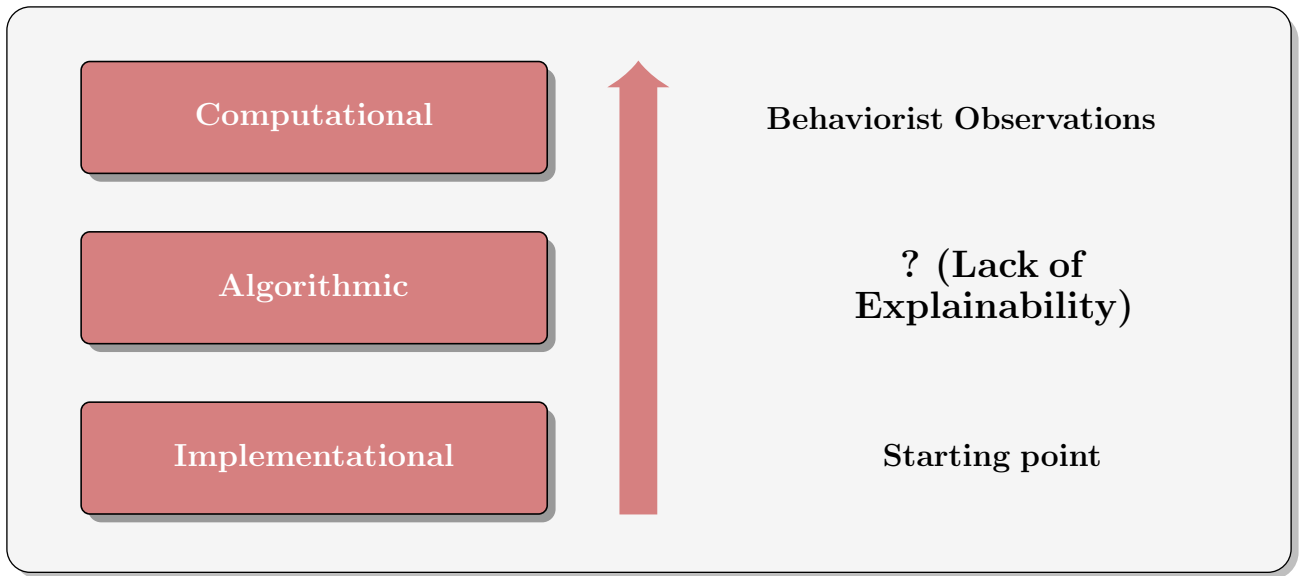 Computational
Behaviorist Observations
Algorithmic
? (Lack of
Explainability)
Implementational
Starting point